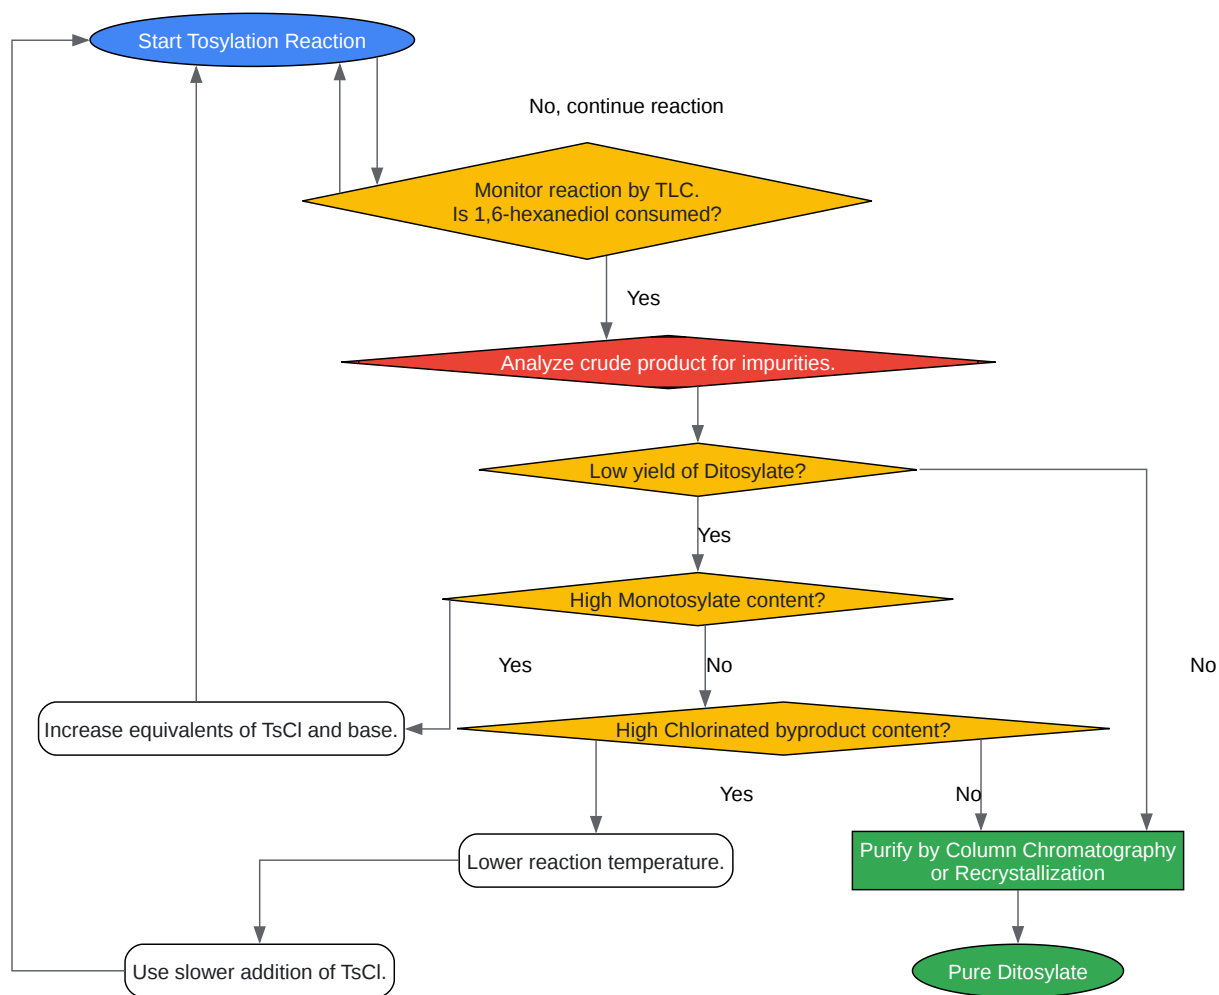 Start Tosylation Reaction
No, continue reaction
Monitor reaction by TLC.
Is 1,6-hexanediol consumed?
Yes
Analyze crude product for impurities.
Low yield of Ditosylate?
Yes
High Monotosylate content?
Yes
No
No
Increase equivalents of TsCl and base.
High Chlorinated byproduct content?
Yes
No
Lower reaction temperature.
Purify by Column Chromatography
or Recrystallization
Use slower addition of TsCl.
Pure Ditosylate